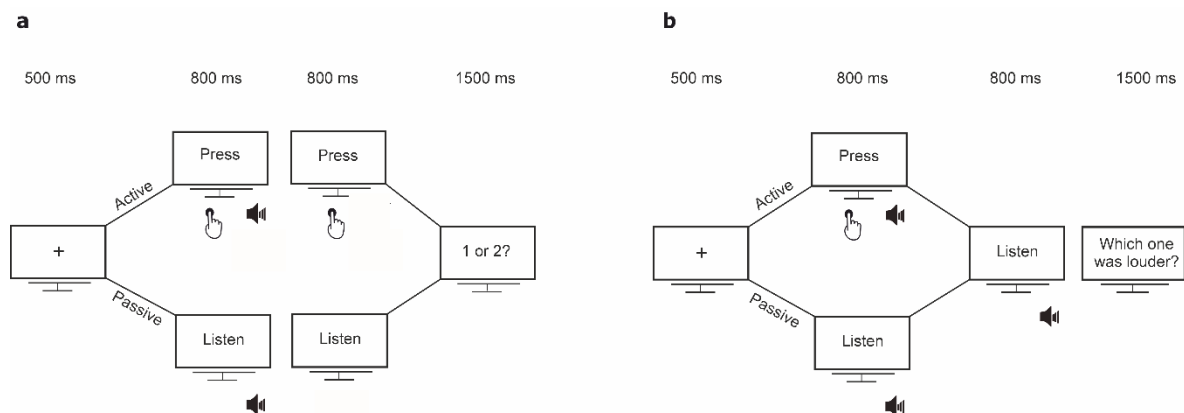 a
500 ms 800 ms 800 ms 1500 ms
Press Press
Active
+
1 or 2?
Passive
Listen Listen
b
500 ms 800 ms 800 ms 1500 ms
Press
Active
+
Listen
Which one
was louder?
Passive
Listen